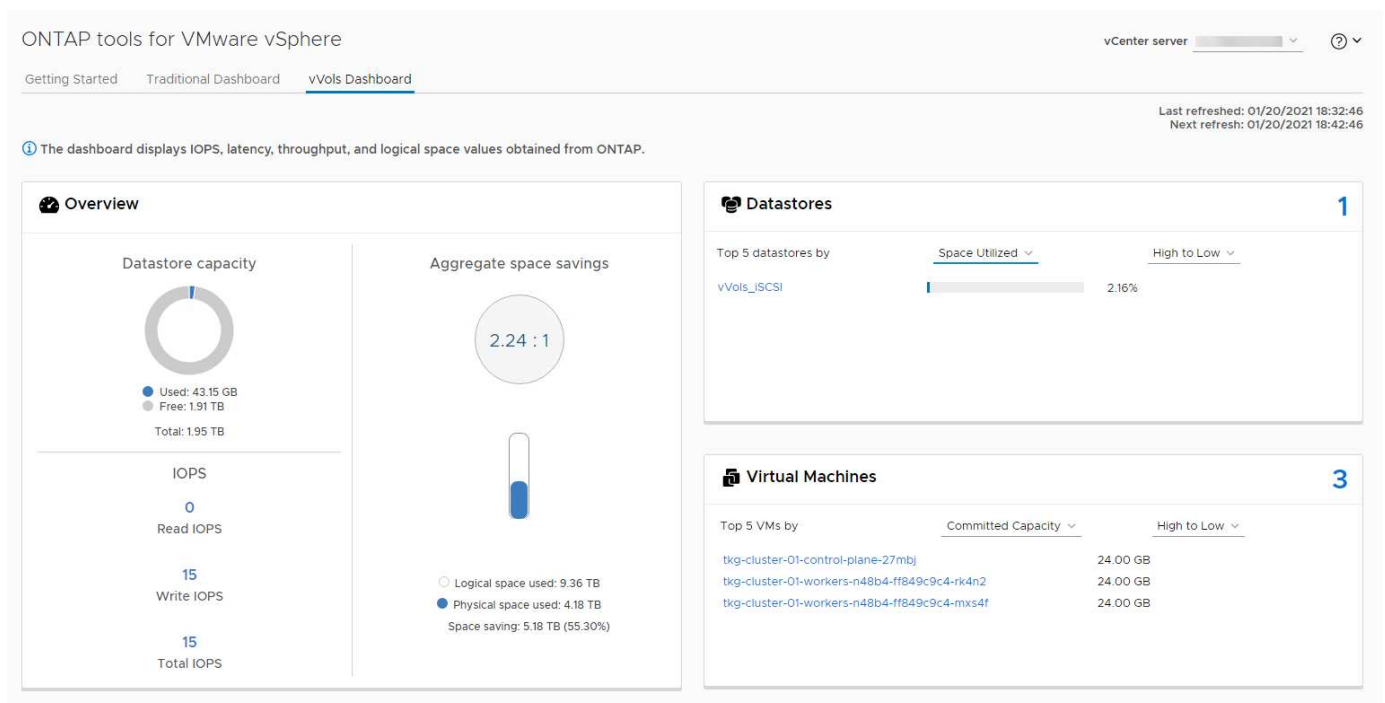 ONTAP tools for VMware vSphere
vCenter server
Getting Started Traditional Dashboard vVols Dashboard
Last refreshed: 01/20/2021 18:32:46
Next refresh: 01/20/2021 18:42:46
The dashboard displays IOPS, latency, throughput, and logical space values obtained from ONTAP.
Overview
Datastore capacity
Used: 43.15 GB
Free: 1.91 TB
Total: 1.95 TB
IOPS
0
Read IOPS
15
Write IOPS
15
Total IOPS
Aggregate space savings
2.24 : 1
Logical space used: 9.36 TB
Physical space used: 4.18 TB
Space saving: 5.18 TB (55.30%)
Datastores 1
Top 5 datastores by Space Utilized High to Low
vVols_iSCSI 2.16%
Virtual Machines 3
Top 5 VMs by Committed Capacity High to Low
tkg-cluster-01-control-plane-27mbj 24.00 GB
tkg-cluster-01-workers-n48b4-ff849c9c4-rk4n2 24.00 GB
tkg-cluster-01-workers-n48b4-ff849c9c4-mxs4f 24.00 GB